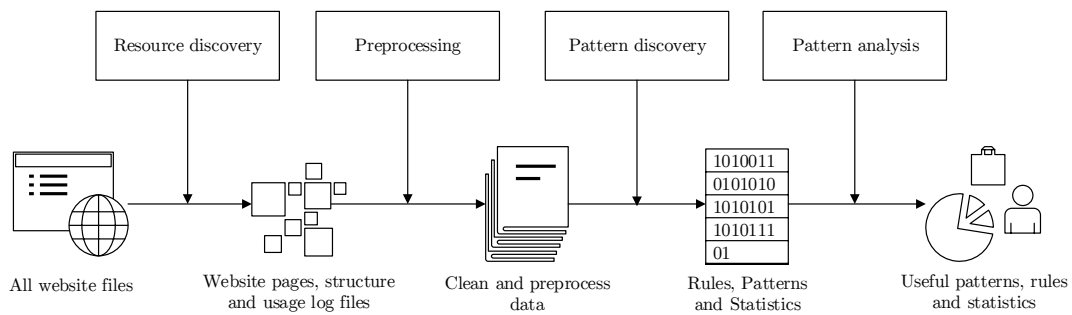 Resource discovery
Preprocessing
Pattern discovery
Pattern analysis
1010011
0101010
1010101
1010111
01
All website files
Website pages, structure
and usage log files
Clean and preprocess
data
Rules, Patterns
and Statistics
Useful patterns, rules
and statistics